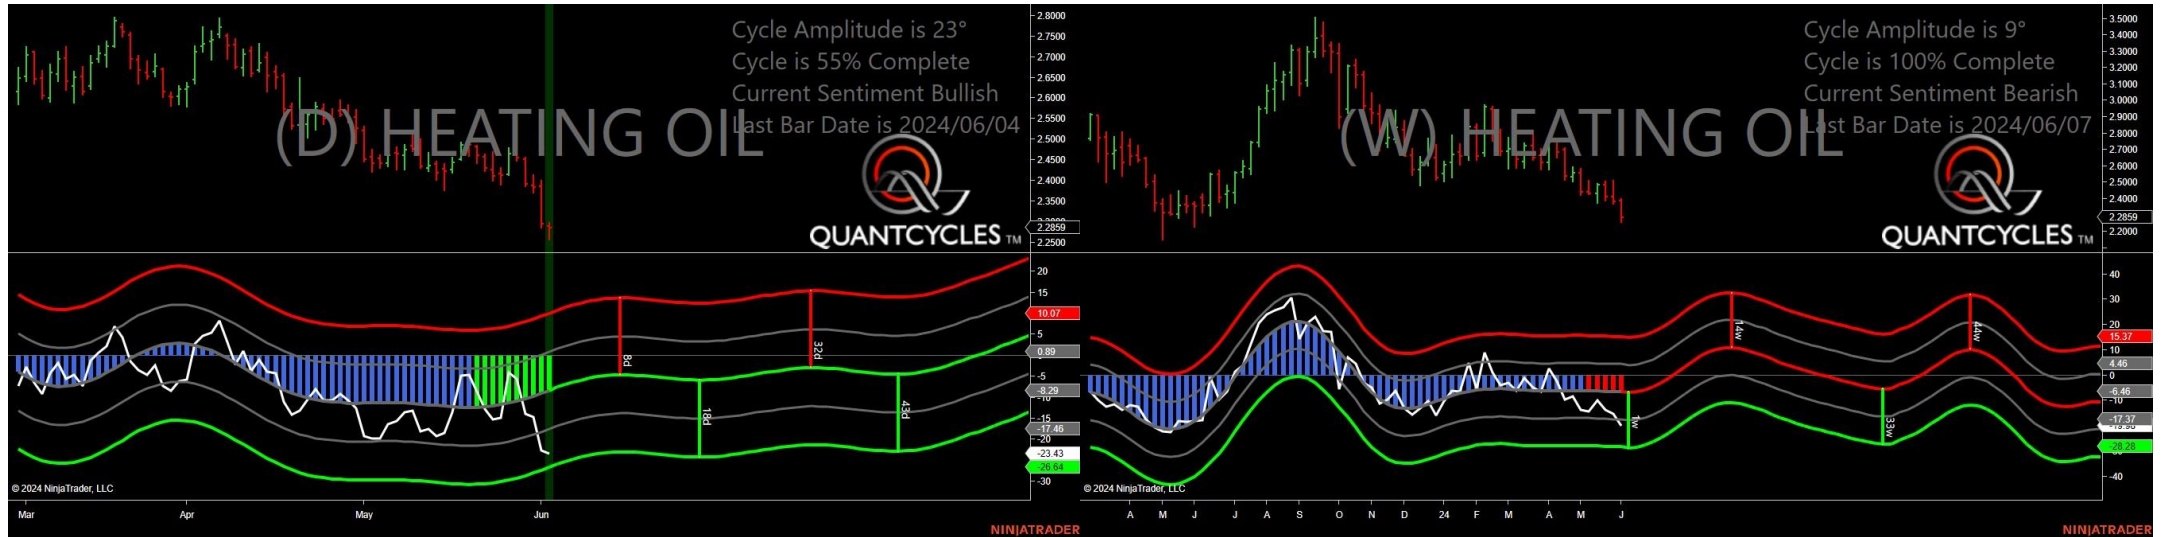 Cycle Amplitude is 23°
Cycle is 55% Complete
Current Sentiment Bullish
Last Bar Date is 2024/06/04
(D) HEATING OIL
QUANTCYCLES TM
2.8000
2.7500
2.7000
2.6500
2.6000
2.5500
2.5000
2.4500
2.4000
2.3500
2.2859
2.2500
20
15
10.07
5
0.89
-5
-8.29
-10
-15
-17.46
-20
-23.43
-26.64
-30
8d
18d
32d
43d
© 2024 NinjaTrader, LLC
Mar Apr May Jun
NINJATRADER
Cycle Amplitude is 9°
Cycle is 100% Complete
Current Sentiment Bearish
Last Bar Date is 2024/06/07
(W) HEATING OIL
QUANTCYCLES TM
3.5000
3.4000
3.3000
3.2000
3.1000
3.0000
2.9000
2.8000
2.7000
2.6000
2.5000
2.4000
2.2859
2.2000
40
30
20
15.37
10
4.46
0
-6.46
-10
-17.37
-28.28
-40
1w
14w
33w
44w
© 2024 NinjaTrader, LLC
A M J J A S O N D 24 F M A M J
NINJATRADER